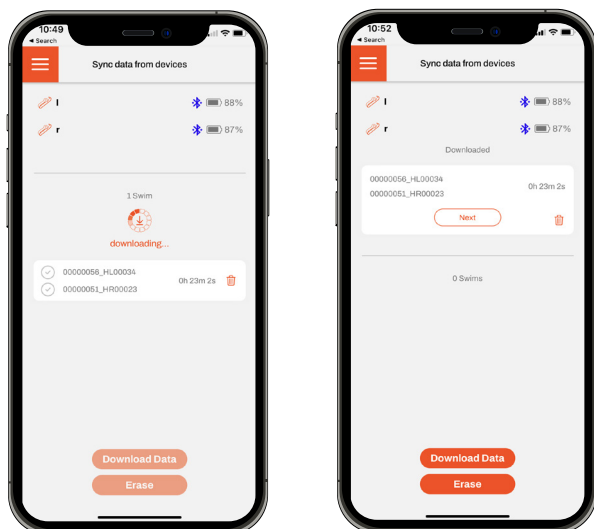 10:49
◄ Search
Sync data from devices
l
88%
r
87%
1 Swim
downloading...
00000056_HL00034
00000051_HR00023
0h 23m 2s
Download Data
Erase
10:52
◄ Search
Sync data from devices
l
88%
r
87%
Downloaded
00000056_HL00034
00000051_HR00023
0h 23m 2s
Next
0 Swims
Download Data
Erase